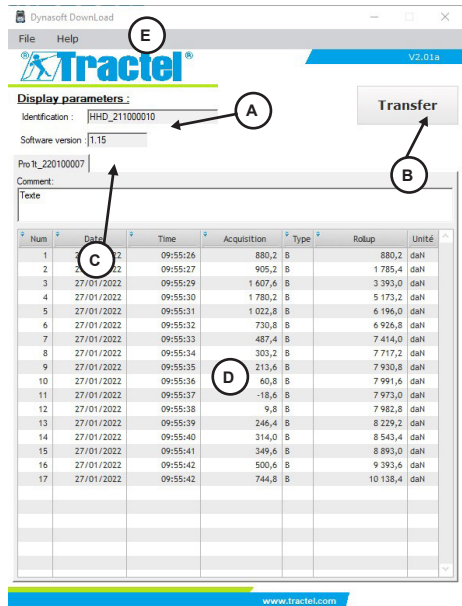 Dynasoft DownLoad
File Help E
Tractel ®
V2.01a
Display parameters :
Identification : HHD_211000010 A
Transfer
Software version : 1.15
B
Pro 1t_220100007
Comment:
Texte
C
Num Date Time Acquisition Type Rollup Unité
1 09:55:26 880,2 B 880,2 daN
2 09:55:27 905,2 B 1 785,4 daN
3 27/01/2022 09:55:29 1 607,6 B 3 393,0 daN
4 27/01/2022 09:55:30 1 780,2 B 5 173,2 daN
5 27/01/2022 09:55:31 1 022,8 B 6 196,0 daN
6 27/01/2022 09:55:32 730,8 B 6 926,8 daN
7 27/01/2022 09:55:33 487,4 B 7 414,0 daN
8 27/01/2022 09:55:34 303,2 B 7 717,2 daN
9 27/01/2022 09:55:35 213,6 B 7 930,8 daN
D
10 27/01/2022 09:55:36 60,8 B 7 991,6 daN
11 27/01/2022 09:55:37 -18,6 B 7 973,0 daN
12 27/01/2022 09:55:38 9,8 B 7 982,8 daN
13 27/01/2022 09:55:39 246,4 B 8 229,2 daN
14 27/01/2022 09:55:40 314,0 B 8 543,4 daN
15 27/01/2022 09:55:41 349,6 B 8 893,0 daN
16 27/01/2022 09:55:42 500,6 B 9 393,6 daN
17 27/01/2022 09:55:42 744,8 B 10 138,4 daN
www.tractel.com